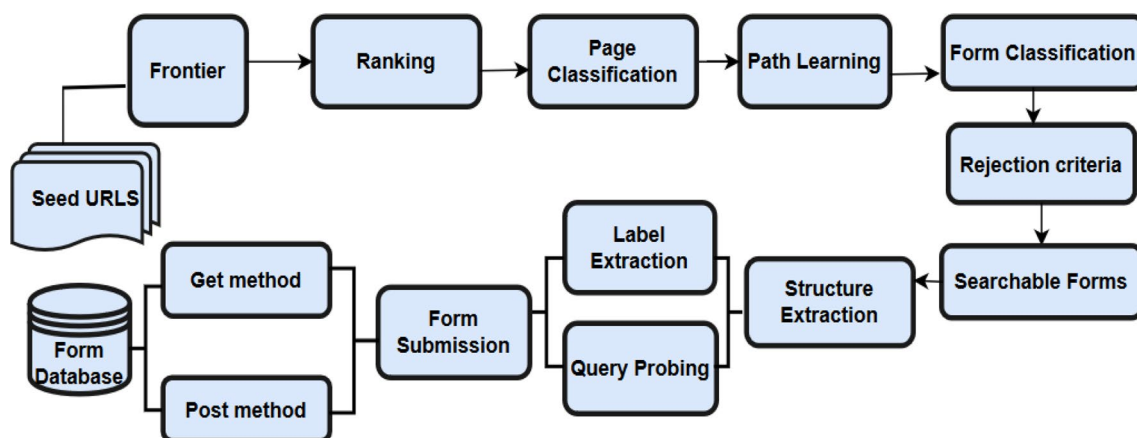 Frontier
Ranking
Page
Classification
Path Learning
Form Classification
Seed URLS
Rejection criteria
Searchable Forms
Structure
Extraction
Label
Extraction
Query Probing
Form
Submission
Get method
Post method
Form
Database